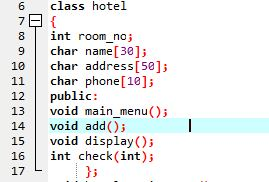 6 class hotel
7 {
8 int room_no;
9 char name[30];
10 char address[50];
11 char phone[10];
12 public:
13 void main_menu();
14 void add();
15 void display();
16 int check(int);
17 };